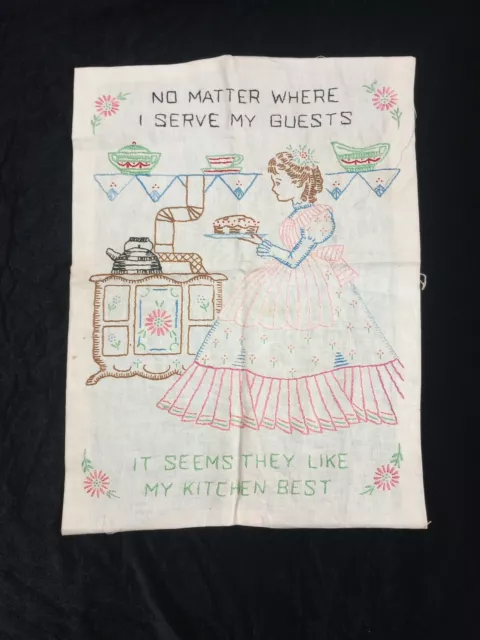 NO MATTER WHERE
I SERVE MY GUESTS
IT SEEMS THEY LIKE
MY KITCHEN BEST